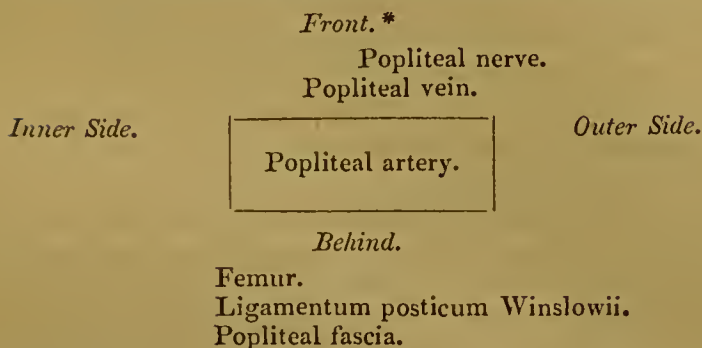 Front.*
Popliteal nerve.
Popliteal vein.
Inner Side.
Outer Side.
Popliteal artery.
Behind.
Femur.
Ligamentum posticum Winslowii.
Popliteal fascia.